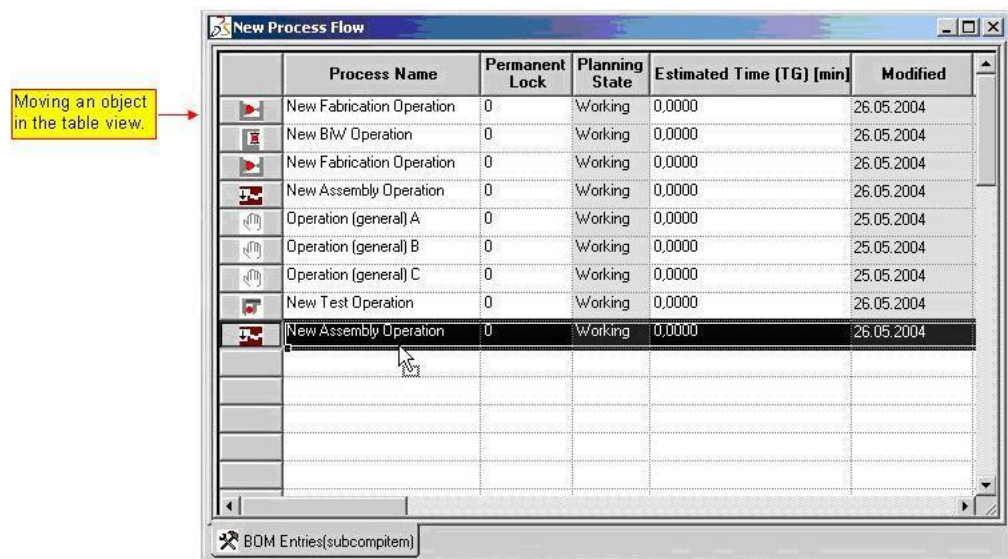 New Process Flow
Process Name Permanent Lock Planning State Estimated Time (TG) [min] Modified
Moving an object
in the table view.
New Fabrication Operation 0 Working 0,0000 26.05.2004
New BiW Operation 0 Working 0,0000 26.05.2004
New Fabrication Operation 0 Working 0,0000 26.05.2004
New Assembly Operation 0 Working 0,0000 26.05.2004
Operation (general) A 0 Working 0,0000 25.05.2004
Operation (general) B 0 Working 0,0000 25.05.2004
Operation (general) C 0 Working 0,0000 25.05.2004
New Test Operation 0 Working 0,0000 26.05.2004
New Assembly Operation 0 Working 0,0000 26.05.2004
BOM Entries(subcompitem)